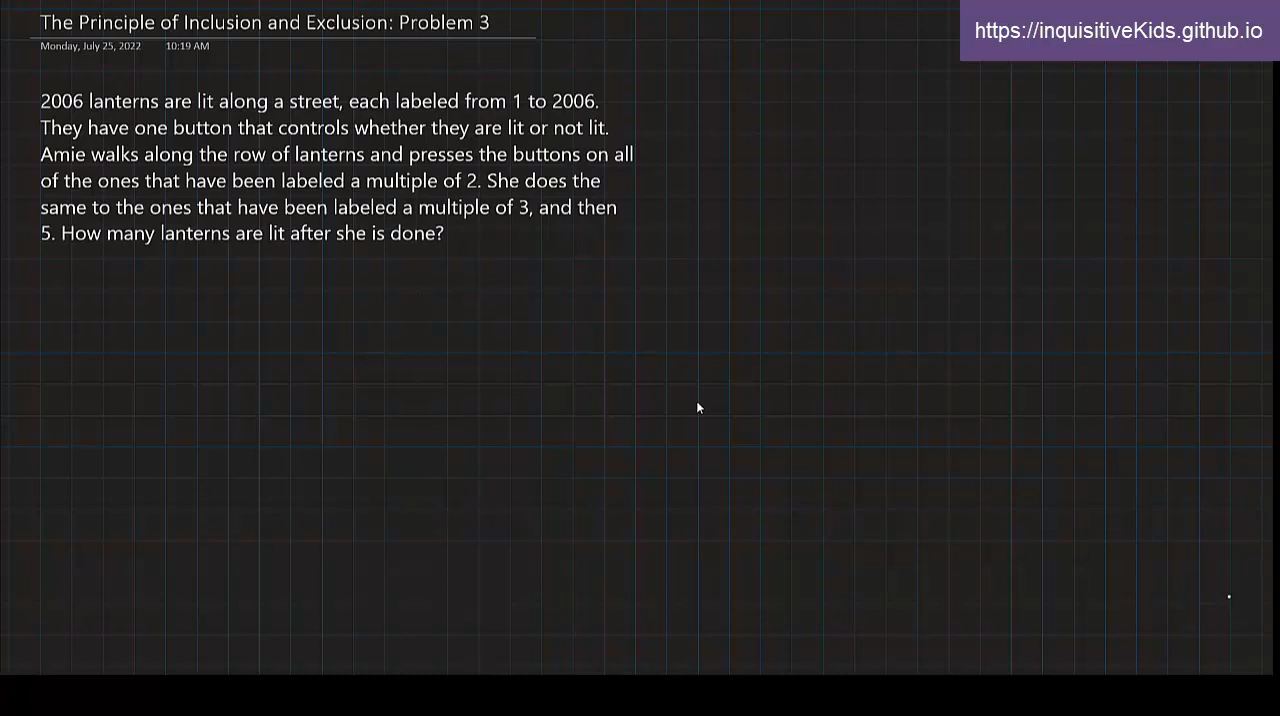 The Principle of Inclusion and Exclusion: Problem 3
https://inquisitiveKids.github.io
Monday, July 25, 2022 10:19 AM
2006 lanterns are lit along a street, each labeled from 1 to 2006.
They have one button that controls whether they are lit or not lit.
Amie walks along the row of lanterns and presses the buttons on all
of the ones that have been labeled a multiple of 2. She does the
same to the ones that have been labeled a multiple of 3, and then
5. How many lanterns are lit after she is done?